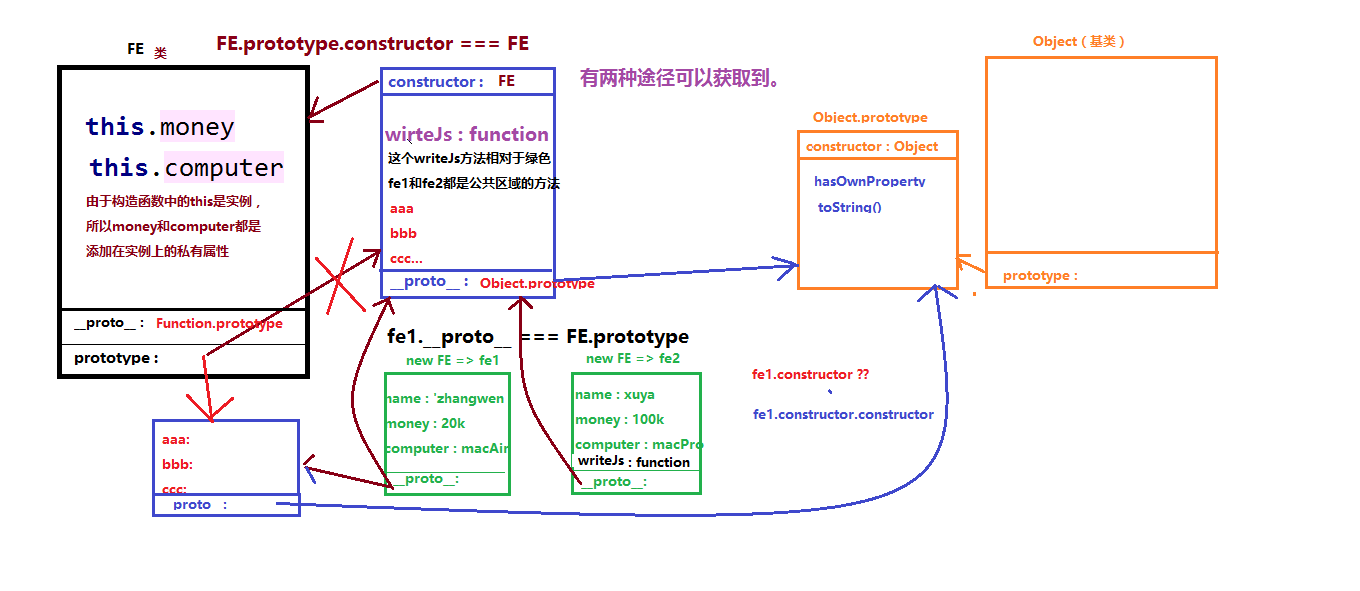 FE 类
FE.prototype.constructor === FE
this.money
this.computer
由于构造函数中的this是实例，
所以money和computer都是
添加在实例上的私有属性
__proto__ : Function.prototype
prototype :
constructor : FE
wirteJs : function
这个writeJs方法相对于绿色
fe1和fe2都是公共区域的方法
aaa
bbb
ccc...
__proto__ : Object.prototype
有两种途径可以获取到。
Object.prototype
constructor : Object
hasOwnProperty
toString()
Object ( 基类 )
prototype :
fe1.__proto__ === FE.prototype
new FE => fe1
name : 'zhangwen
money : 20k
computer : macAir
__proto__:
new FE => fe2
name : xuya
money : 100k
computer : macPro
writeJs : function
__proto__:
fe1.constructor ??
fe1.constructor.constructor
aaa:
bbb:
ccc:
proto :